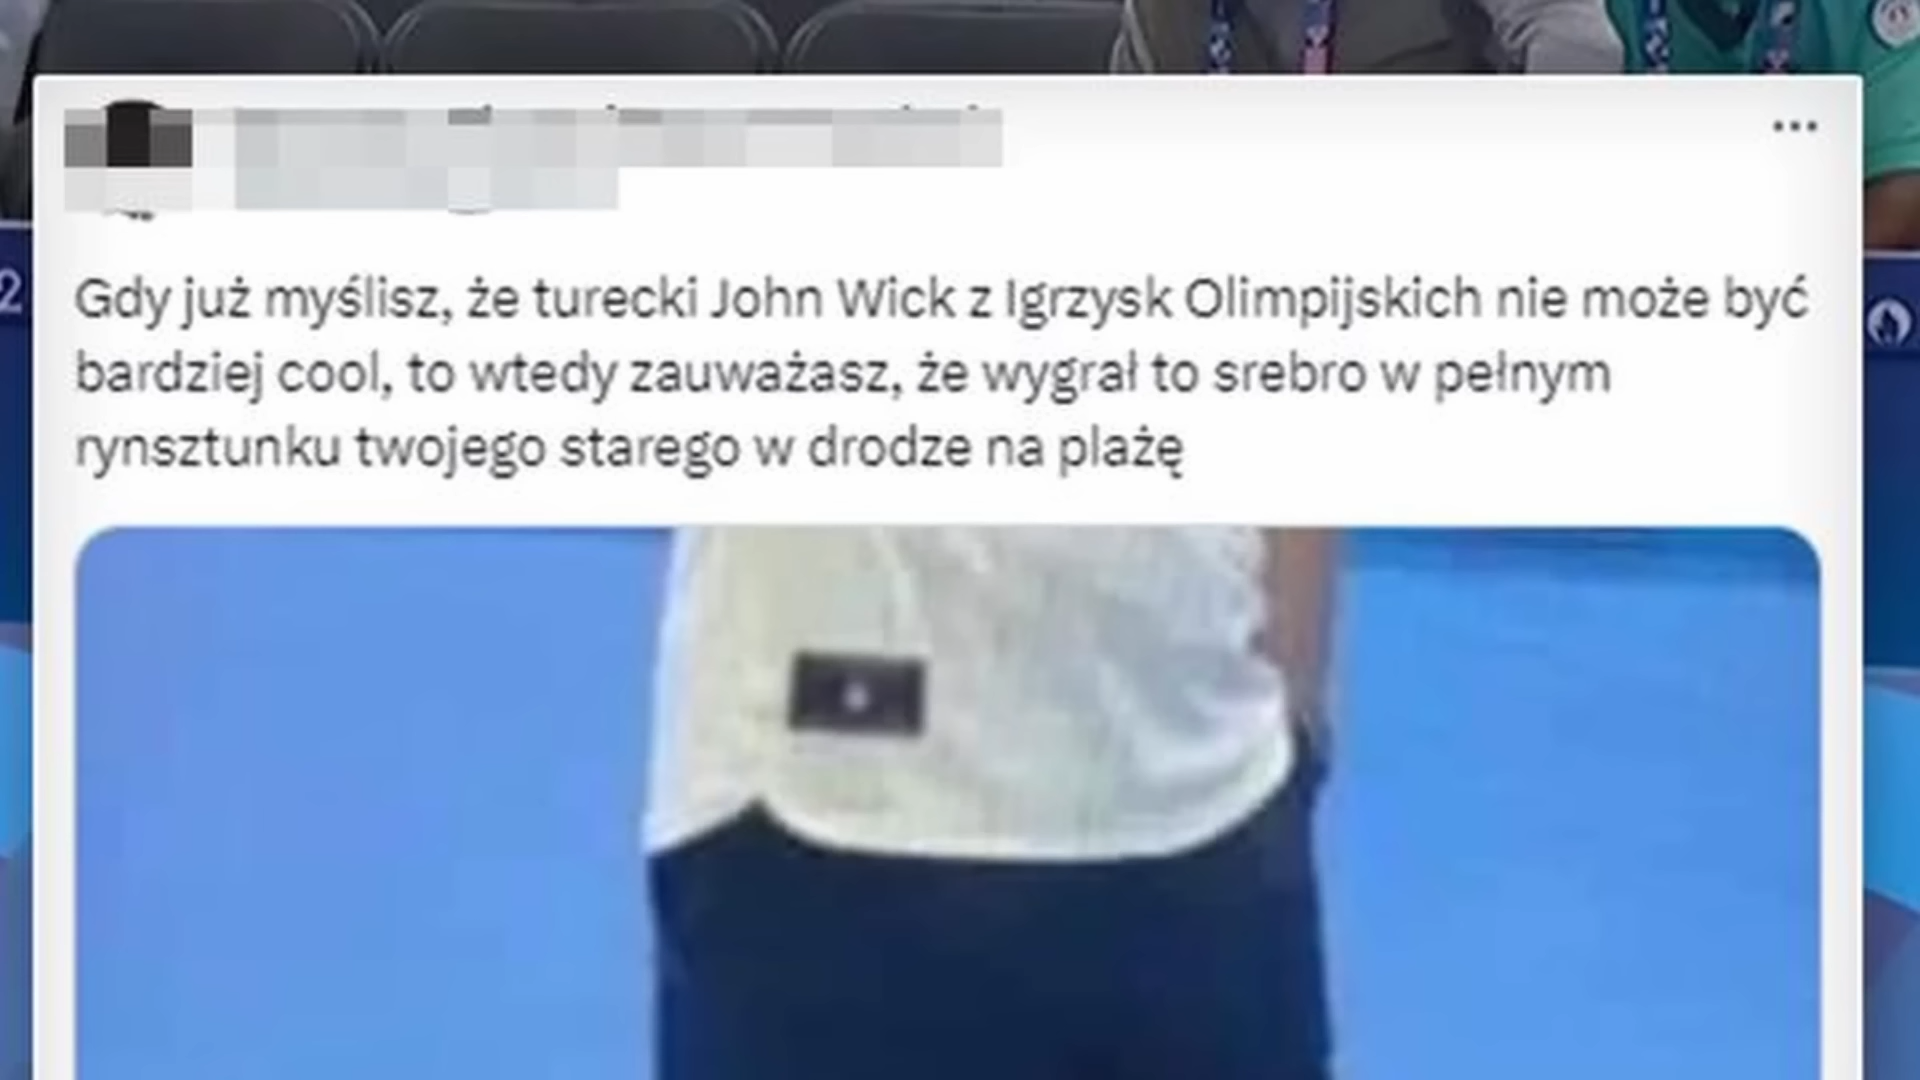 Gdy już myślisz, że turecki John Wick z Igrzysk Olimpijskich nie może być
bardziej cool, to wtedy zauważasz, że wygrał to srebro w pełnym
rynsztunku twojego starego w drodze na plażę
2